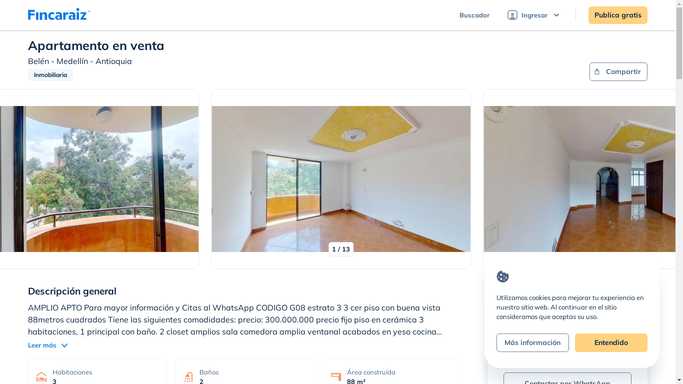 Fincaraíz
Buscador
Ingresar
Publica gratis
Apartamento en venta
Belén - Medellín - Antioquia
Inmobiliaria
Compartir
1 / 13
Descripción general
AMPLIO APTO Para mayor información y Citas al WhatsApp CODIGO G08 estrato 3 3 cer piso con buena vista
88metros cuadrados Tiene las siguientes comodidades: precio: 300.000.000 precio fijo piso en cerámica 3
habitaciones, 1 principal con baño. 2 closet amplios sala comedora amplia ventanal acabados en yeso cocina...
Leer más
Habitaciones
3
Baños
2
Área construida
88 m²
Utilizamos cookies para mejorar tu experiencia en
nuestro sitio web. Al continuar en el sitio
consideramos que aceptas su uso.
Más información
Entendido
Contactar por WhatsApp